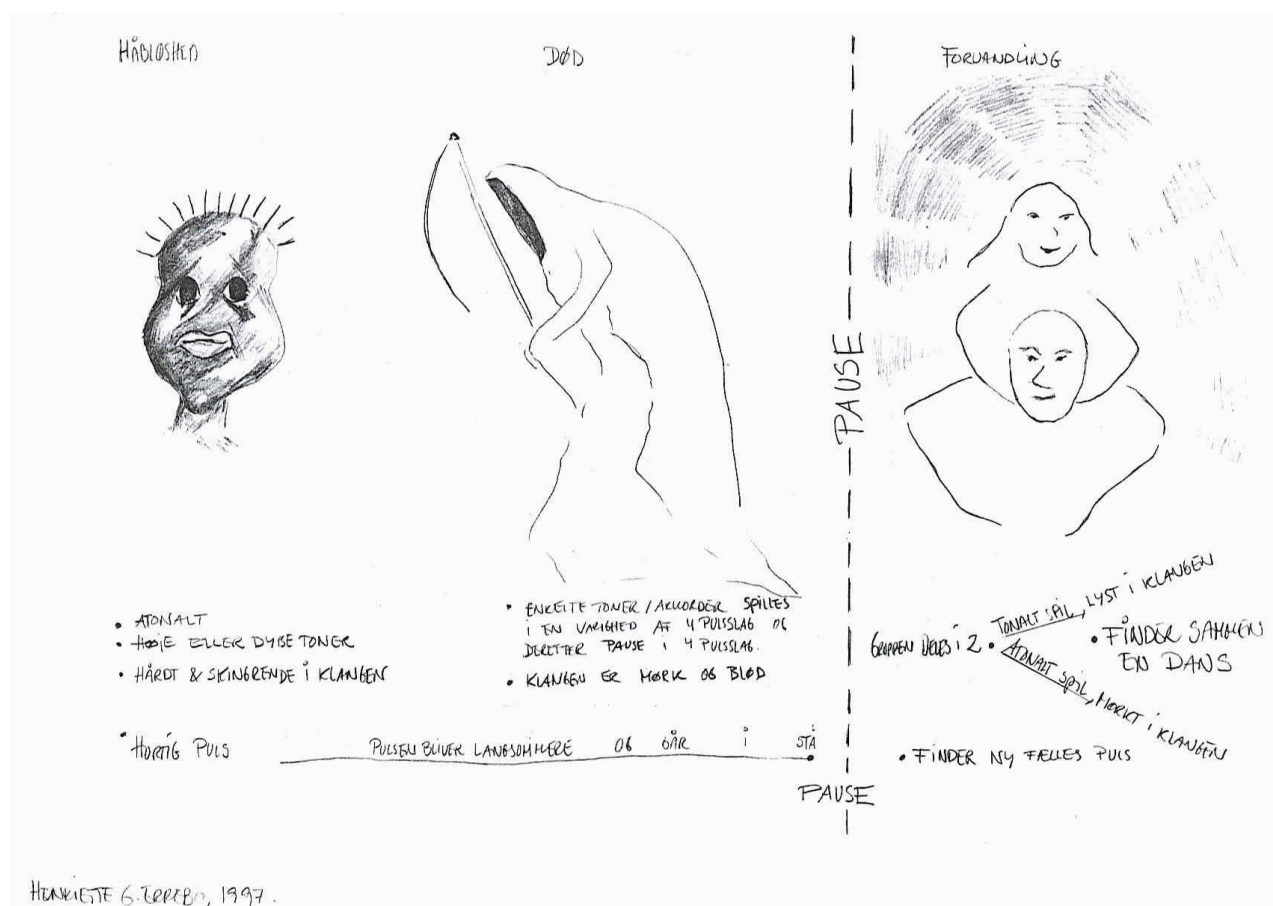 HÅBLØSHED
• ATONALT
• HØJE ELLER DYBE TONER
• HÅRDT & SKINGRENDE I KLANGEN
• HURTIG PULS
DØD
• ENKELTE TONER / AKKORDER SPILLES
I EN VARIGHED AF 4 PULSSLAG OG
DEREFTER PAUSE I 4 PULSSLAG.
• KLANGEN ER MØRK OG BLØD
PULSEN BLIVER LANGSOMMERE OG GÅR I STÅ
PAUSE
PAUSE
FORVANDLING
GRUPPEN DELES I 2 •
TONALT SPIL, LYST I KLANGEN
ATONALT SPIL, MØRKT I KLANGEN
• FINDER SAMMEN
EN DANS
• FINDER NY FÆLLES PULS
HENRIETTE G. 1997.